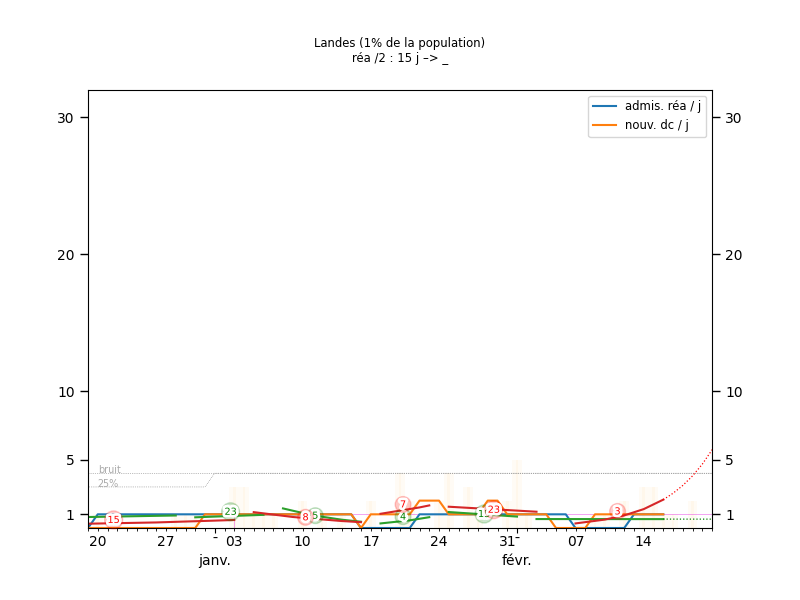 Landes (1% de la population)
réa /2 : 15 j –> _
admis. réa / j
nouv. dc / j
30 30
20 20
10 10
5 5
1 1
bruit
25%
15 23 8 5 7 4 23 3
20 27 - 03 10 17 24 31 - 07 14
janv. févr.